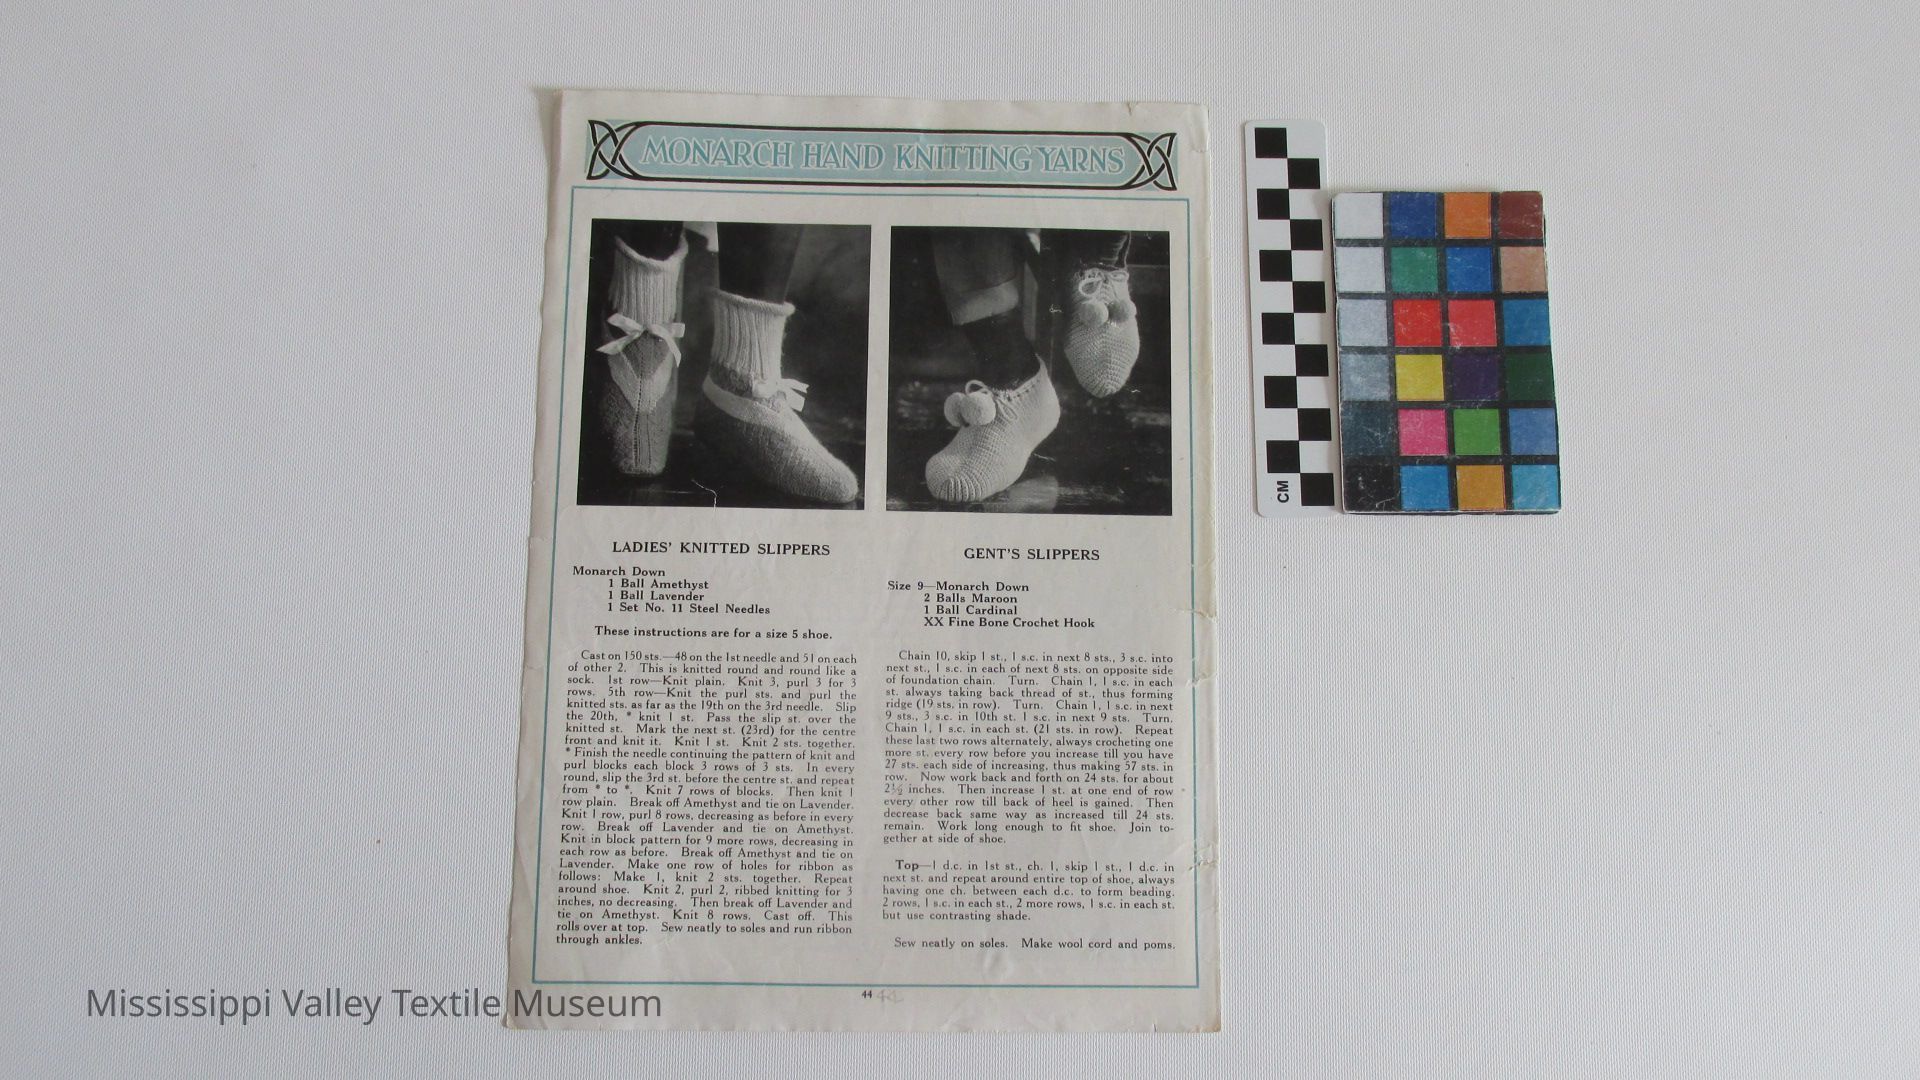 MONARCH HAND KNITTING YARNS
LADIES' KNITTED SLIPPERS
Monarch Down
1 Ball Amethyst
1 Ball Lavender
1 Set No. 11 Steel Needles
These instructions are for a size 5 shoe.
Cast on 150 sts.—48 on the 1st needle and 51 on each
of other 2. This is knitted round and round like a
sock. 1st row—Knit plain. Knit 3, purl 3 for 3
rows. 5th row—Knit the purl sts. and purl the
knitted sts. as far as the 19th on the 3rd needle. Slip
the 20th, * knit 1 st. Pass the slip st. over the
knitted st. Mark the next st. (23rd) for the centre
front and knit it. Knit 1 st. Knit 2 sts. together.
* Finish the needle continuing the pattern of knit and
purl blocks each block 3 rows of 3 sts. In every
round, slip the 3rd st. before the centre st. and repeat
from * to *. Knit 7 rows of blocks. Then knit 1
row plain. Break off Amethyst and tie on Lavender.
Knit 1 row, purl 8 rows, decreasing as before in every
row. Break off Lavender and tie on Amethyst.
Knit in block pattern for 9 more rows, decreasing in
each row as before. Break off Amethyst and tie on
Lavender. Make one row of holes for ribbon as
follows: Make 1, knit 2 sts. together. Repeat
around shoe. Knit 2, purl 2, ribbed knitting for 3
inches, no decreasing. Then break off Lavender and
tie on Amethyst. Knit 8 rows. Cast off. This
rolls over at top. Sew neatly to soles and run ribbon
through ankles.
GENT'S SLIPPERS
Size 9—Monarch Down
2 Balls Maroon
1 Ball Cardinal
XX Fine Bone Crochet Hook
Chain 10, skip 1 st., 1 s.c. in next 8 sts., 3 s.c. into
next st., 1 s.c. in each of next 8 sts. on opposite side
of foundation chain. Turn. Chain 1, 1 s.c. in each
st. always taking back thread of st., thus forming
ridge (19 sts. in row). Turn. Chain 1, 1 s.c. in next
9 sts., 3 s.c. in 10th st. 1 s.c. in next 9 sts. Turn.
Chain 1, 1 s.c. in each st. (21 sts. in row). Repeat
these last two rows alternately, always crocheting one
more st. every row before you increase till you have
27 sts. each side of increasing, thus making 57 sts. in
row. Now work back and forth on 24 sts. for about
2½ inches. Then increase 1 st. at one end of row
every other row till back of heel is gained. Then
decrease back same way as increased till 24 sts.
remain. Work long enough to fit shoe. Join to-
gether at side of shoe.
Top—1 d.c. in 1st st., ch. 1, skip 1 st., 1 d.c. in
next st. and repeat around entire top of shoe, always
having one ch. between each d.c. to form beading.
2 rows, 1 s.c. in each st., 2 more rows, 1 s.c. in each st.
but use contrasting shade.
Sew neatly on soles. Make wool cord and poms.
44 44
CM
Mississippi Valley Textile Museum